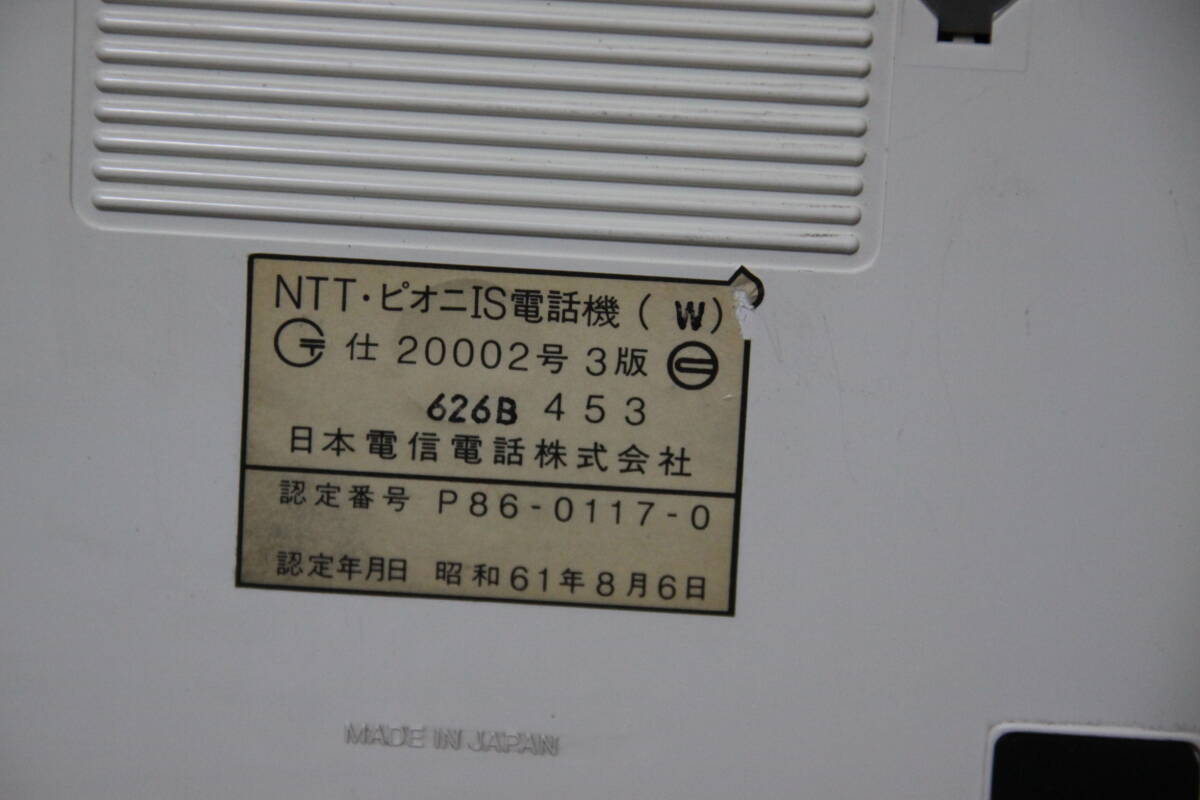 NTT・ピオニIS電話機( W)
〒 仕 20002号 3版
626B 453
日本電信電話株式会社
認定番号 P86-0117-0
認定年月日 昭和61年8月6日
MADE IN JAPAN